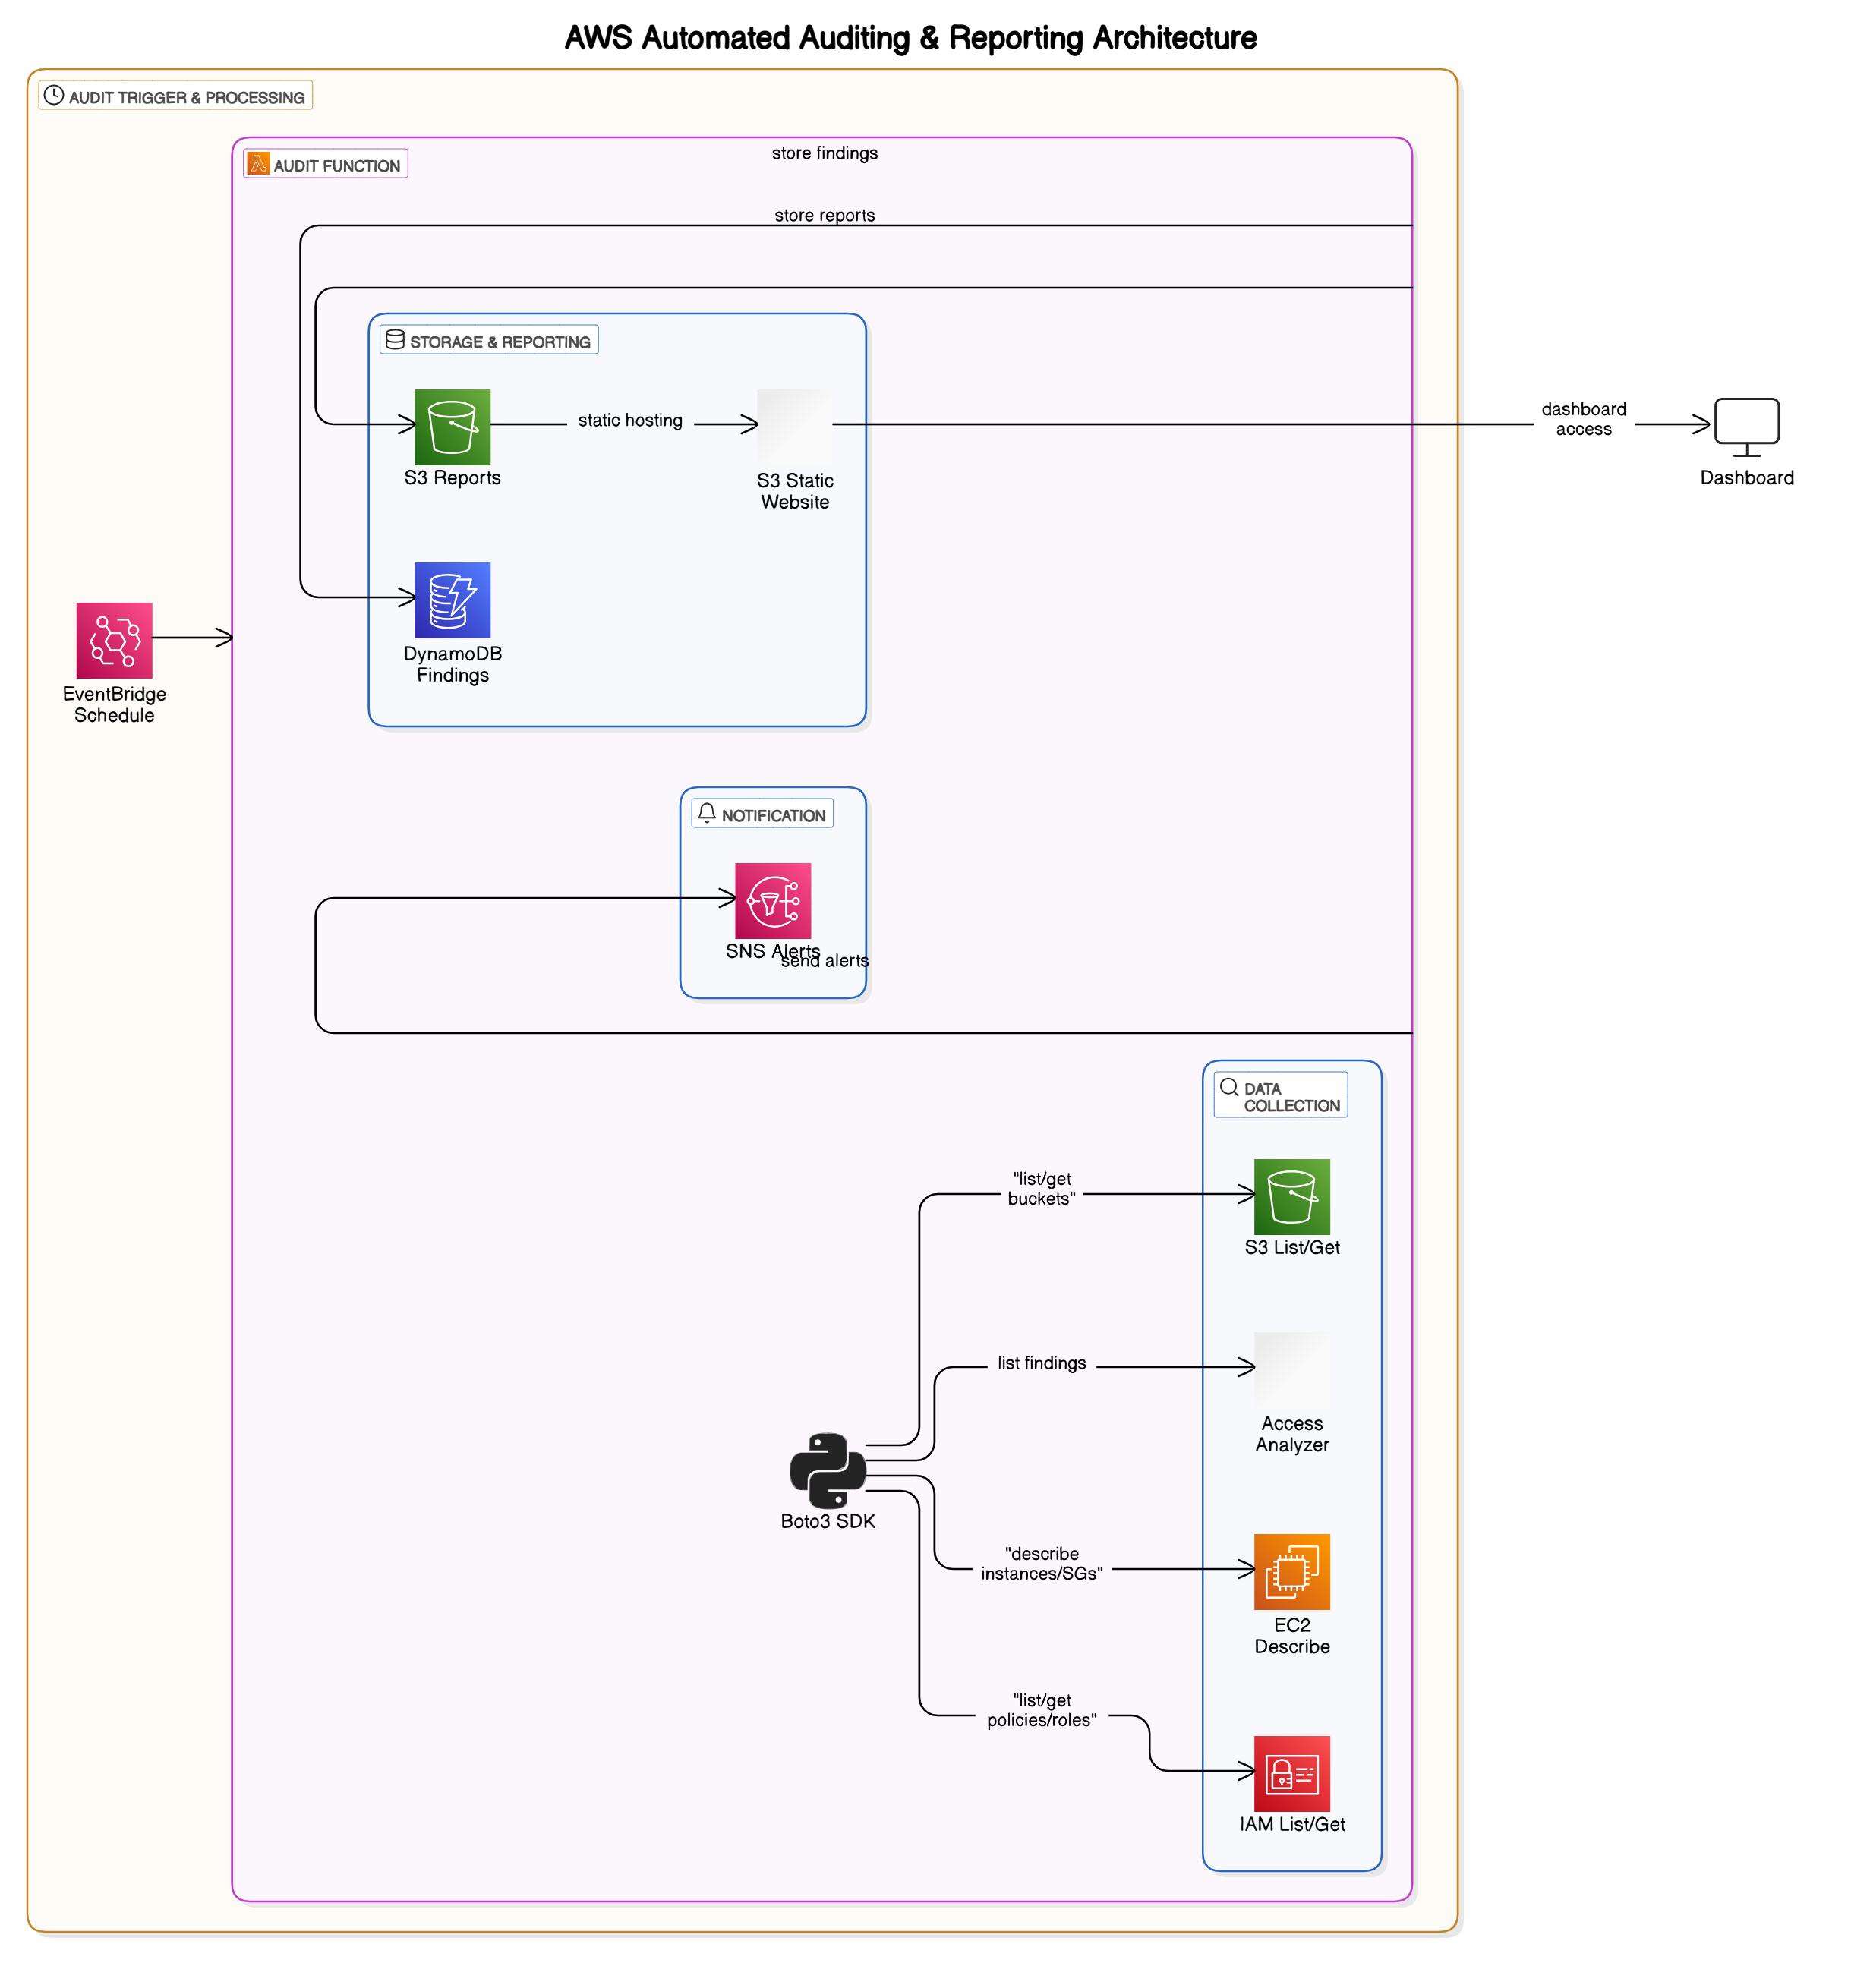 AWS Automated Auditing & Reporting Architecture
AUDIT TRIGGER & PROCESSING
AUDIT FUNCTION
store findings
store reports
STORAGE & REPORTING
S3 Reports
static hosting
S3 Static
Website
dashboard
access
Dashboard
DynamoDB
Findings
EventBridge
Schedule
NOTIFICATION
SNS Alerts
send alerts
DATA
COLLECTION
"list/get
buckets"
S3 List/Get
list findings
Access
Analyzer
Boto3 SDK
"describe
instances/SGs"
EC2
Describe
"list/get
policies/roles"
IAM List/Get